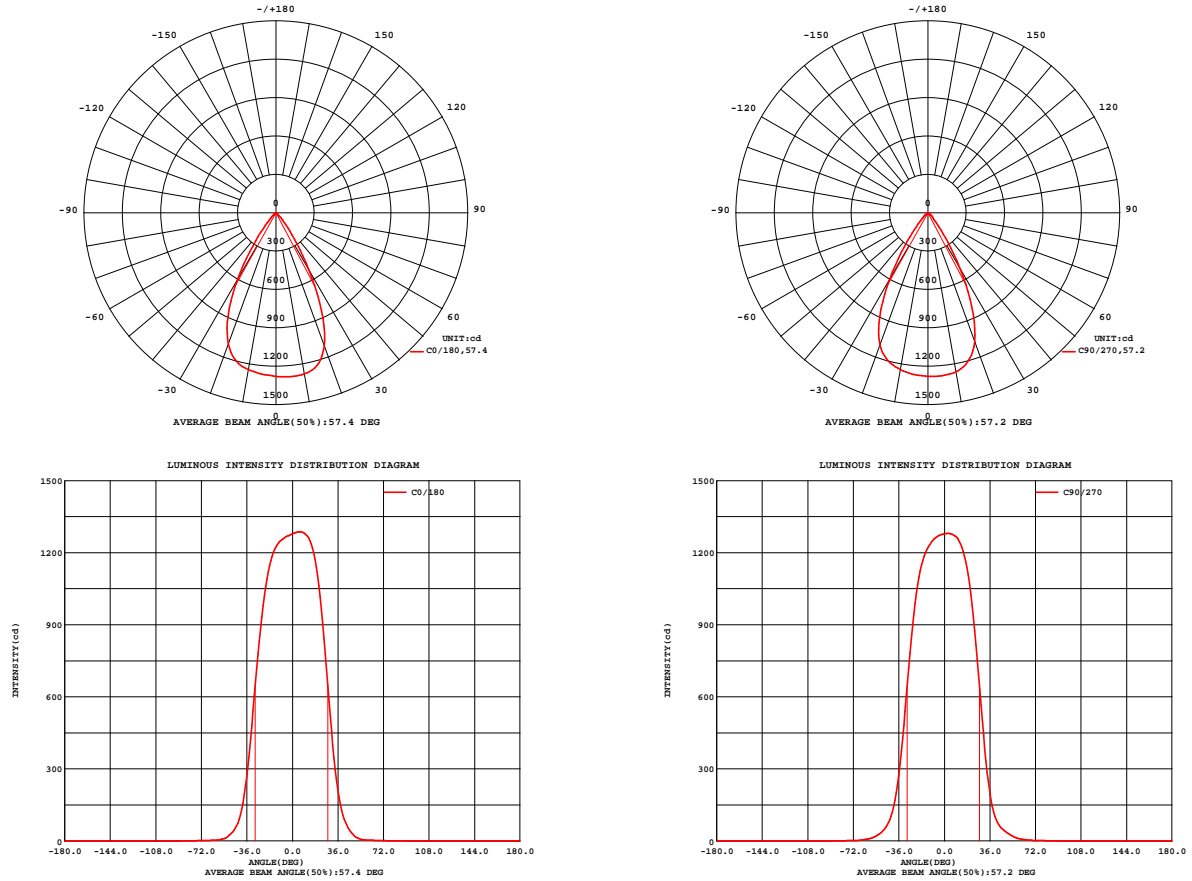 -/+180
-150 150
-120 120
-90 0 90
300
600
-60 900 60
UNIT:cd
1200 C0/180,57.4
-30 1500 30
0
AVERAGE BEAM ANGLE(50%):57.4 DEG
-/+180
-150 150
-120 120
-90 0 90
300
600
-60 900 60
UNIT:cd
1200 C90/270,57.2
-30 1500 30
0
AVERAGE BEAM ANGLE(50%):57.2 DEG
LUMINOUS INTENSITY DISTRIBUTION DIAGRAM
1500
C0/180
1200
900
INTENSITY(cd)
600
300
0
-180.0 -144.0 -108.0 -72.0 -36.0 0.0 36.0 72.0 108.0 144.0 180.0
ANGLE(DEG)
AVERAGE BEAM ANGLE(50%):57.4 DEG
LUMINOUS INTENSITY DISTRIBUTION DIAGRAM
1500
C90/270
1200
900
INTENSITY(cd)
600
300
0
-180.0 -144.0 -108.0 -72.0 -36.0 0.0 36.0 72.0 108.0 144.0 180.0
ANGLE(DEG)
AVERAGE BEAM ANGLE(50%):57.2 DEG